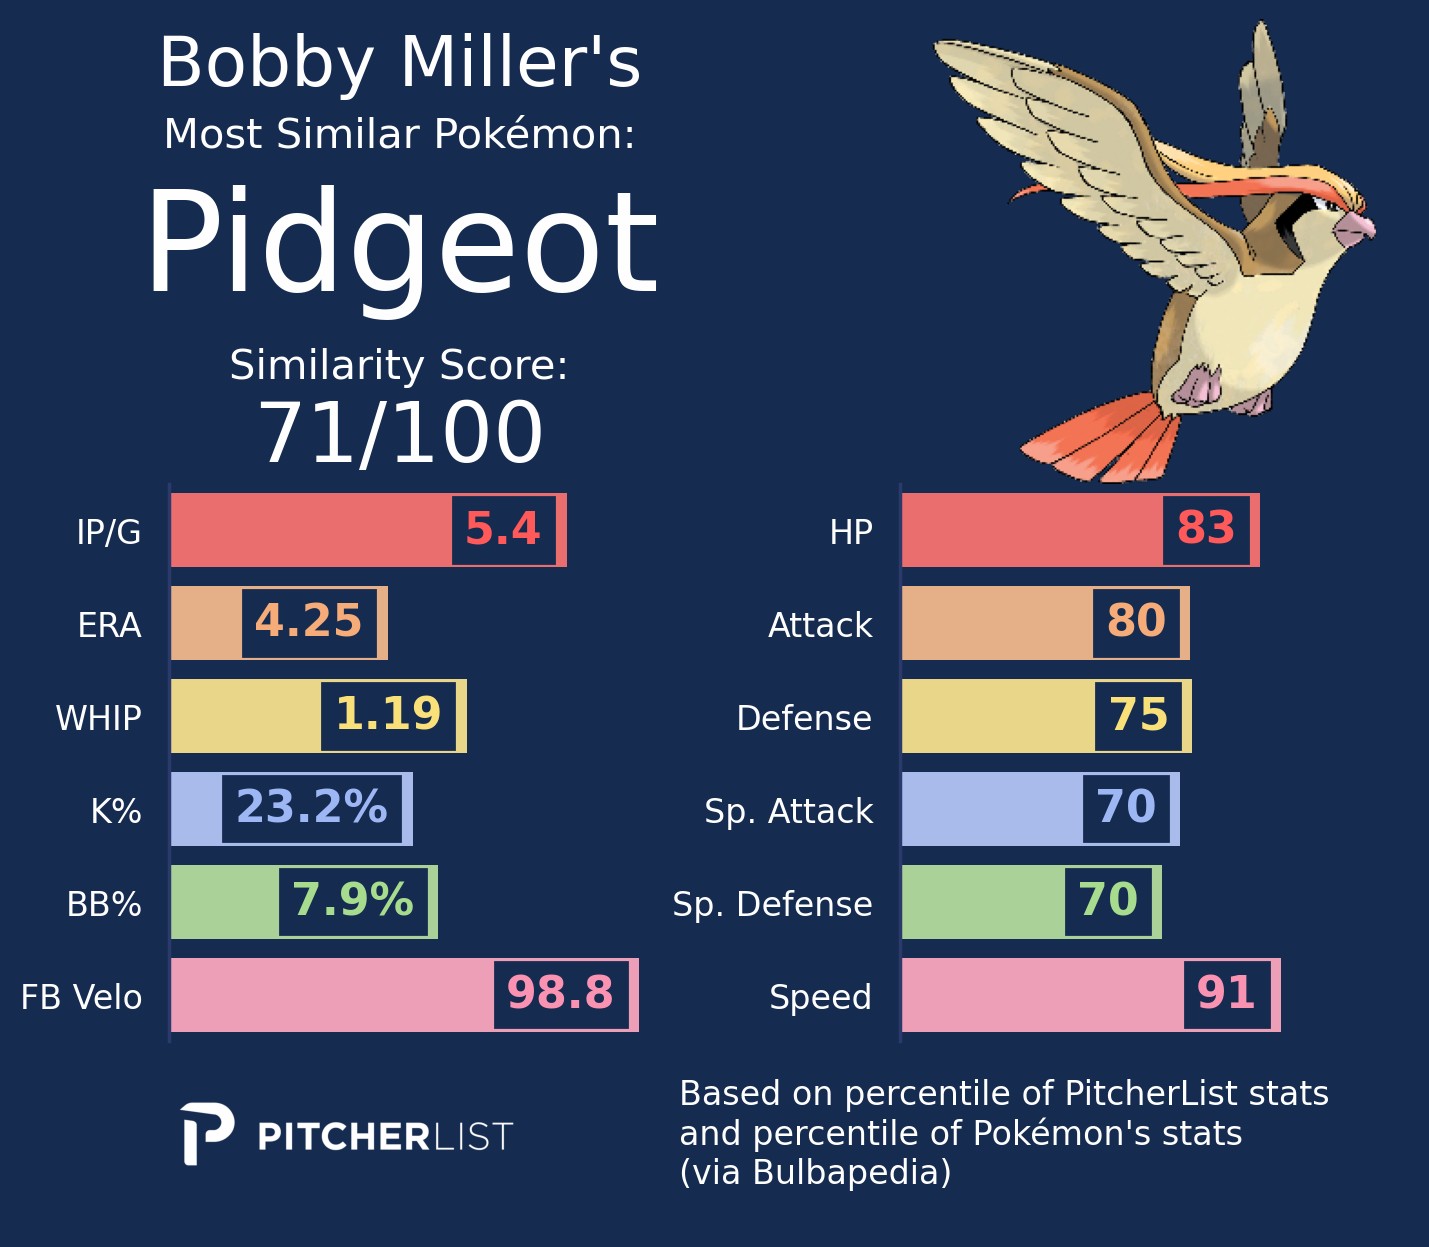 Bobby Miller's
Most Similar Pokémon:
Pidgeot
Similarity Score:
71/100
IP/G 5.4
ERA 4.25
WHIP 1.19
K% 23.2%
BB% 7.9%
FB Velo 98.8
HP 83
Attack 80
Defense 75
Sp. Attack 70
Sp. Defense 70
Speed 91
PITCHERLIST
Based on percentile of PitcherList stats
and percentile of Pokémon's stats
(via Bulbapedia)